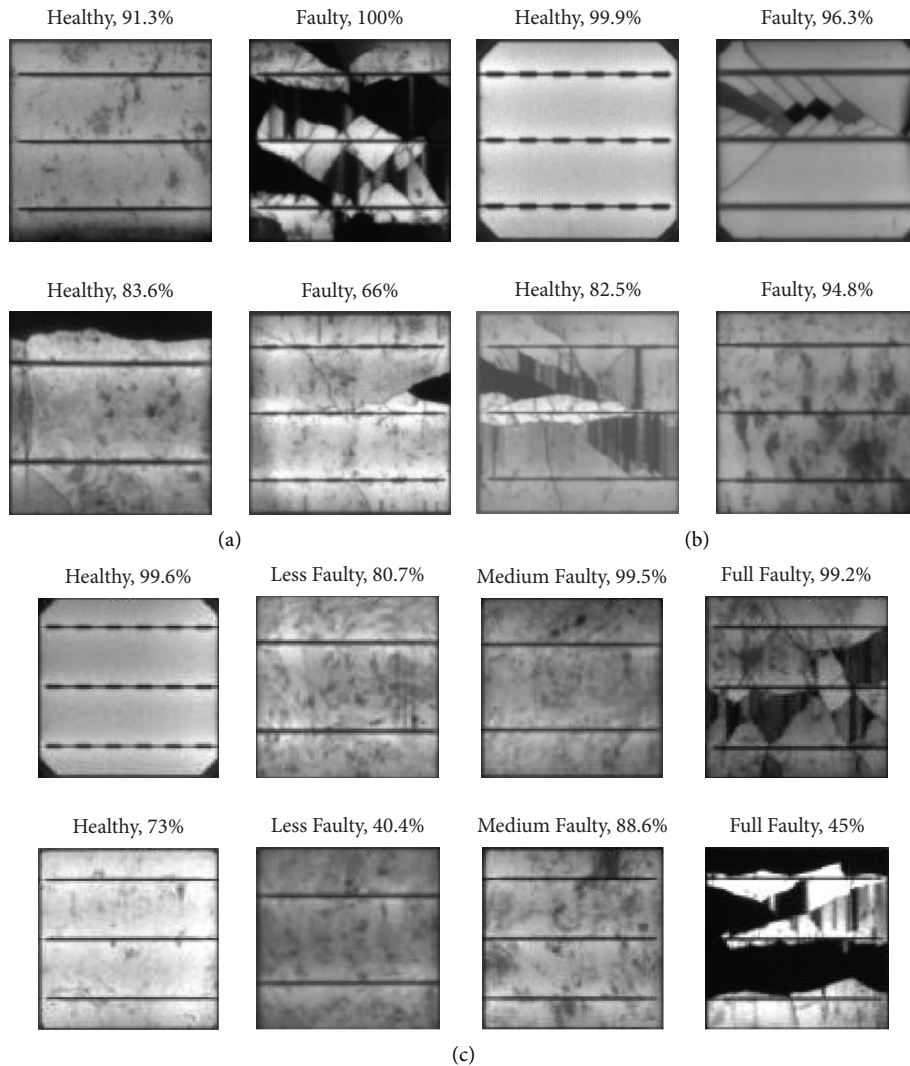 Healthy, 91.3%
Faulty, 100%
Healthy, 99.9%
Faulty, 96.3%
Healthy, 83.6%
Faulty, 66%
Healthy, 82.5%
Faulty, 94.8%
(a)
(b)
Healthy, 99.6%
Less Faulty, 80.7%
Medium Faulty, 99.5%
Full Faulty, 99.2%
Healthy, 73%
Less Faulty, 40.4%
Medium Faulty, 88.6%
Full Faulty, 45%
(c)